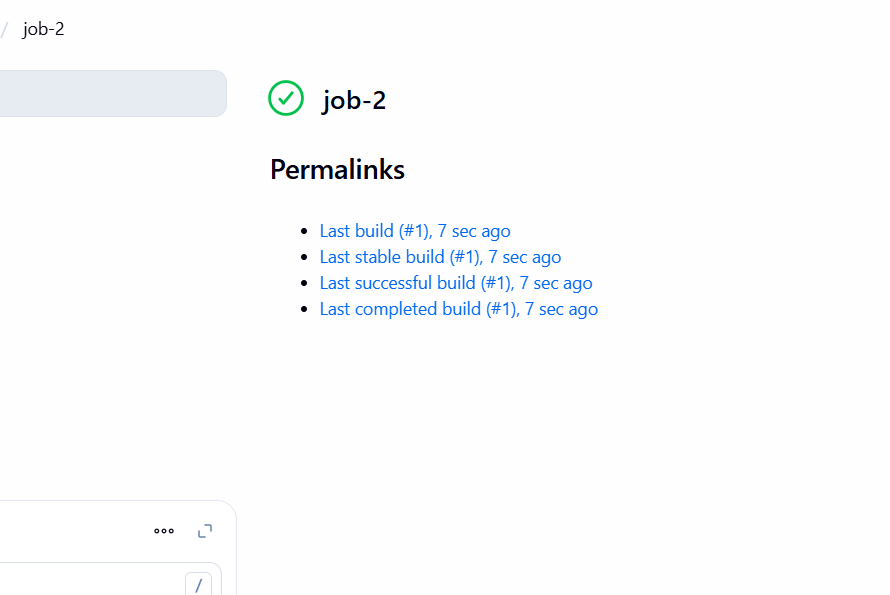 / job-2
job-2
Permalinks
Last build (#1), 7 sec ago
Last stable build (#1), 7 sec ago
Last successful build (#1), 7 sec ago
Last completed build (#1), 7 sec ago
/